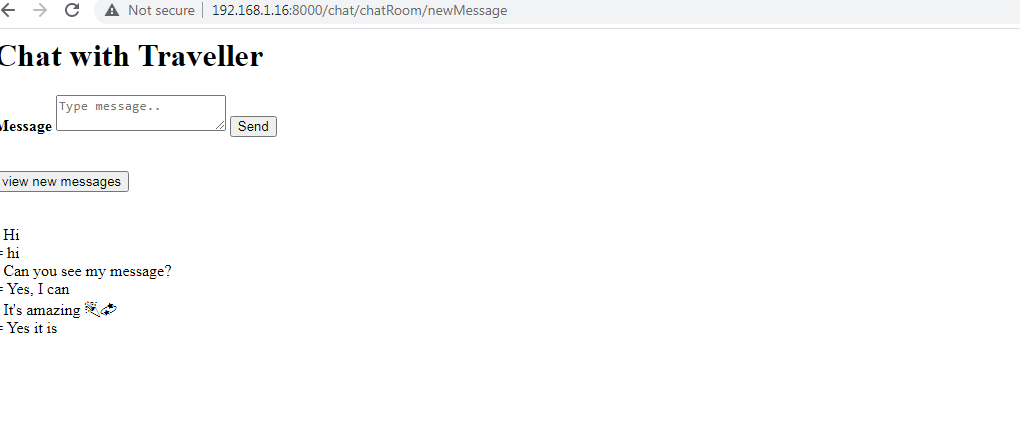 Not secure | 192.168.1.16:8000/chat/chatRoom/newMessage
Chat with Traveller
Message Type message.. Send
view new messages
Hi
= hi
Can you see my message?
= Yes, I can
It's amazing
= Yes it is